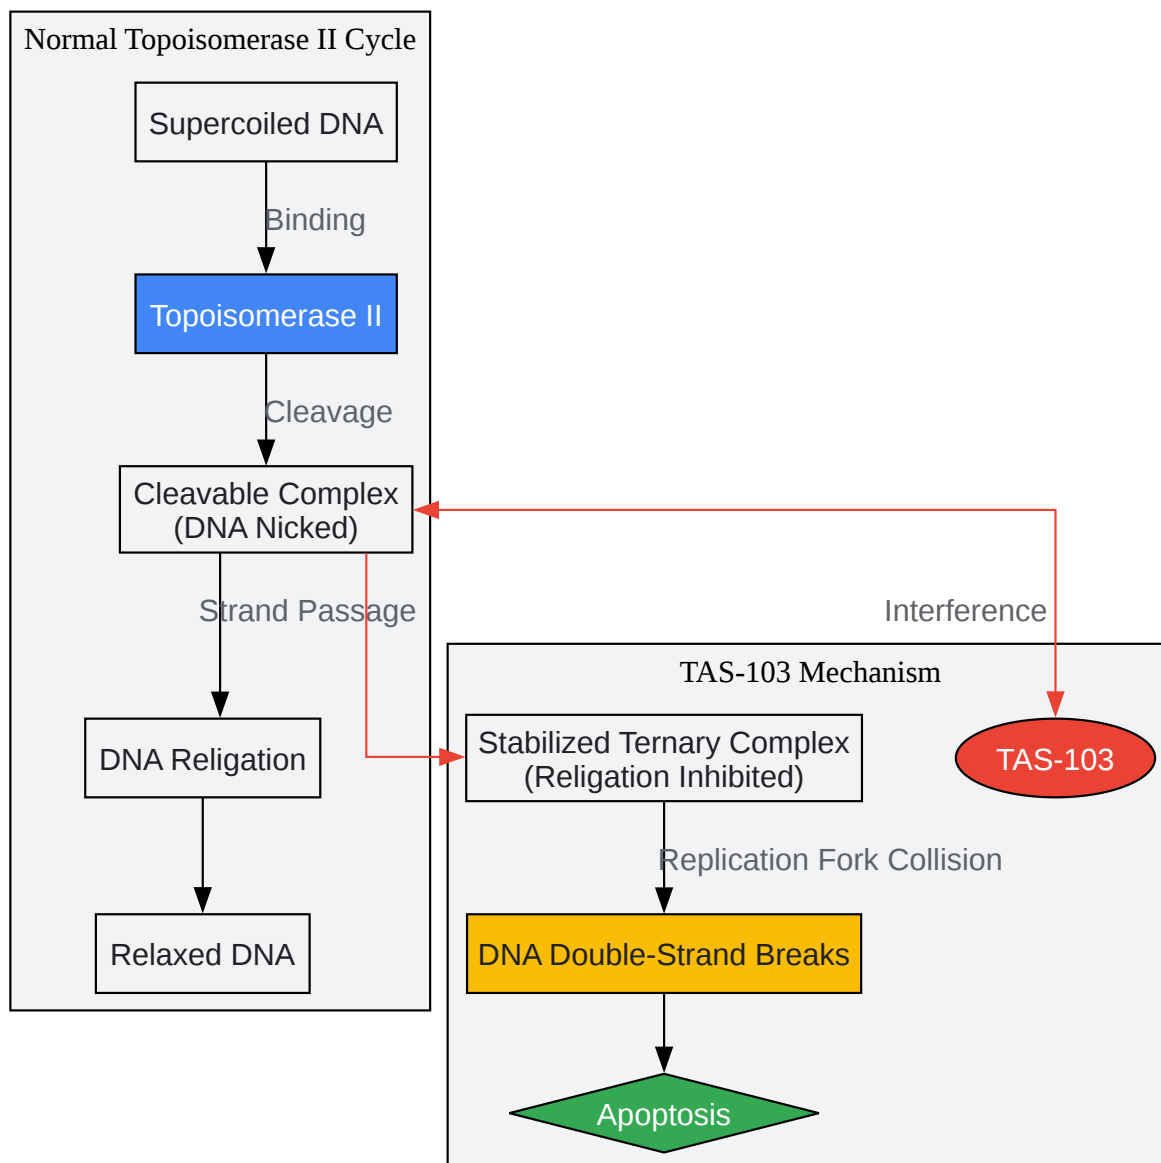 Normal Topoisomerase II Cycle
Supercoiled DNA
Binding
Topoisomerase II
Cleavage
Cleavable Complex
(DNA Nicked)
Strand Passage
Interference
TAS-103 Mechanism
Stabilized Ternary Complex
(Religation Inhibited)
TAS-103
DNA Religation
Replication Fork Collision
Relaxed DNA
DNA Double-Strand Breaks
Apoptosis